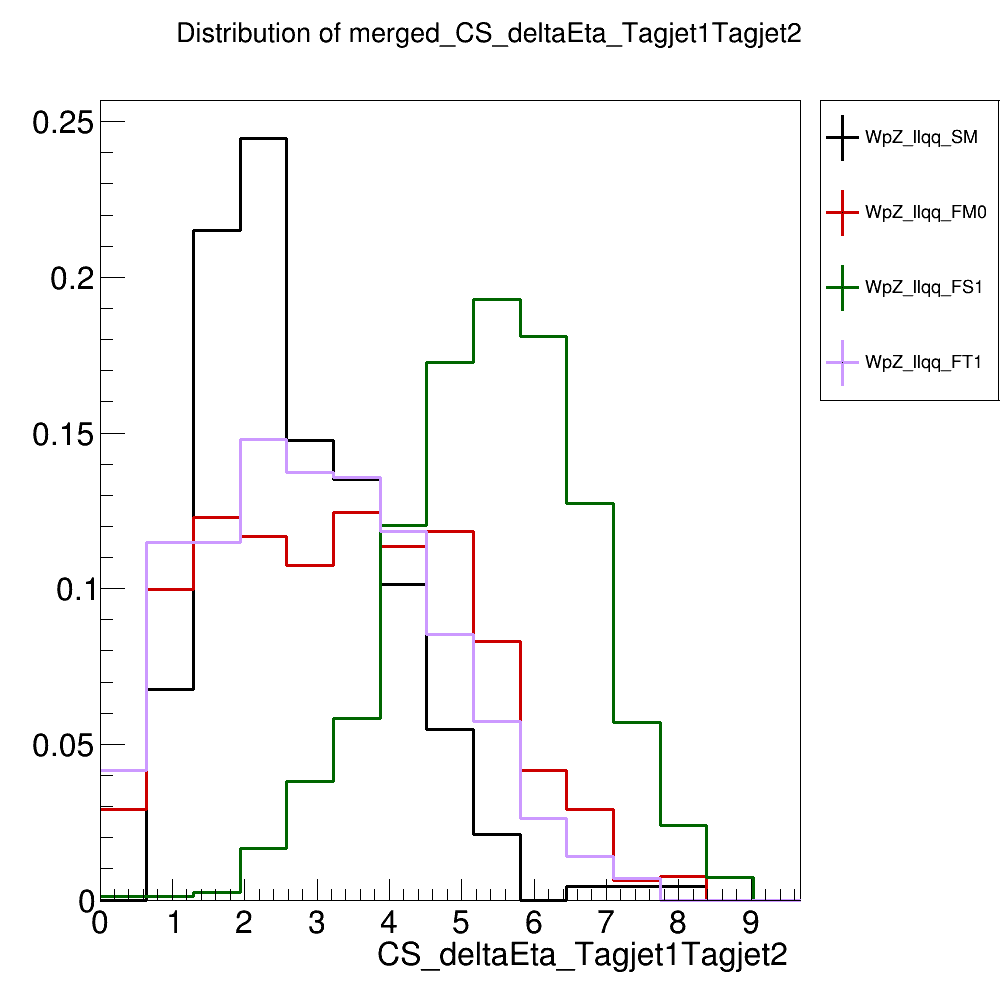 Distribution of merged_CS_deltaEta_Tagjet1Tagjet2
0.25
0.2
0.15
0.1
0.05
0
0 1 2 3 4 5 6 7 8 9
CS_deltaEta_Tagjet1Tagjet2
WpZ_llqq_SM
WpZ_llqq_FM0
WpZ_llqq_FS1
WpZ_llqq_FT1